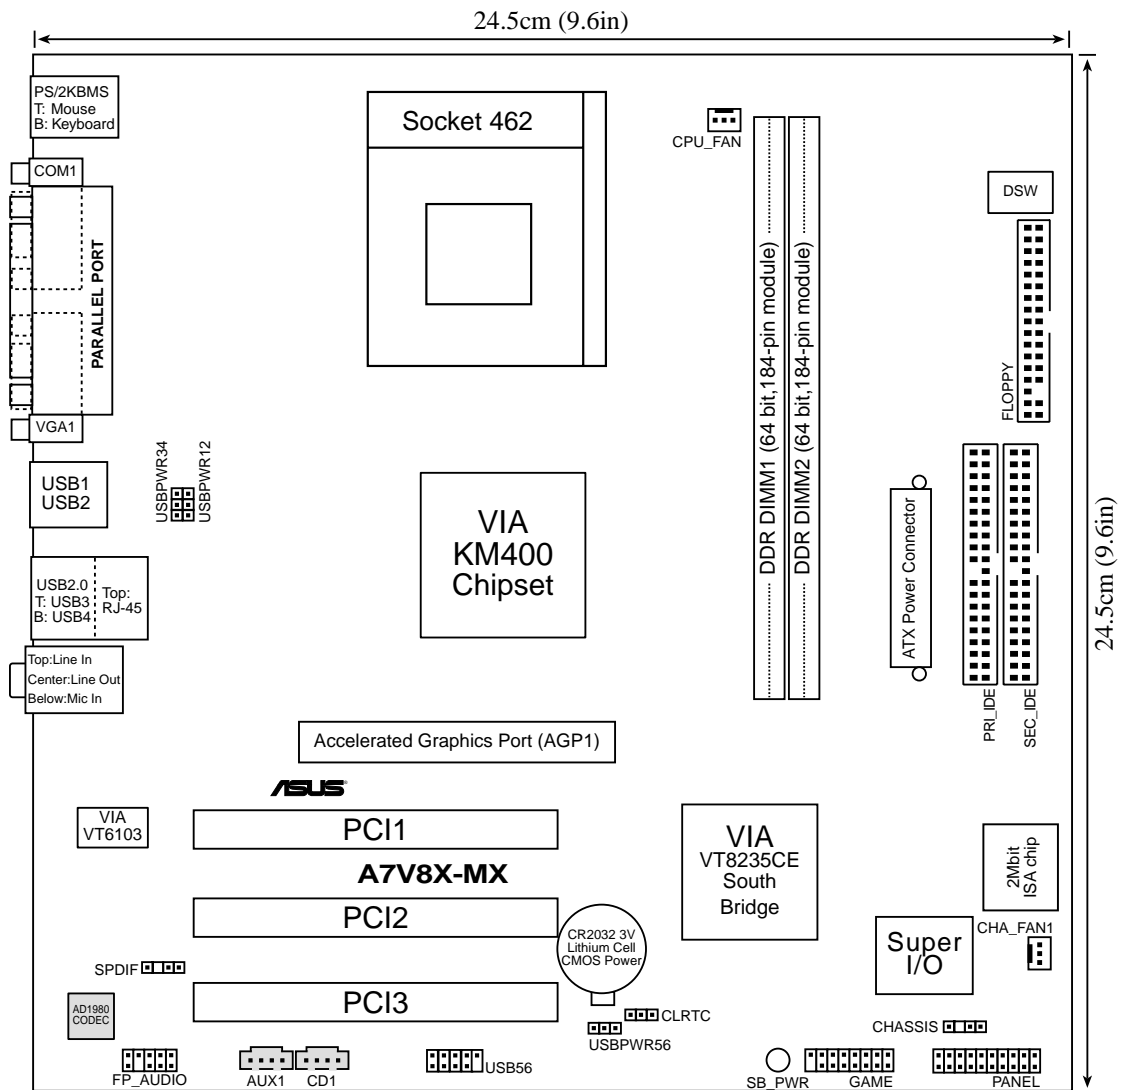 24.5cm (9.6in)
PS/2KBMS
T: Mouse
B: Keyboard
Socket 462
CPU_FAN
COM1
DSW
PARALLEL PORT
DDR DIMM1 (64 bit,184-pin module)
DDR DIMM2 (64 bit,184-pin module)
FLOPPY
VGA1
USBPWR34
USBPWR12
USB1
USB2
VIA
KM400
Chipset
ATX Power Connector
24.5cm (9.6in)
USB2.0
T: USB3
B: USB4
Top:
RJ-45
Top:Line In
Center:Line Out
Below:Mic In
PRI_IDE
SEC_IDE
Accelerated Graphics Port (AGP1)
ASUS
VIA
VT6103
PCI1
VIA
VT8235CE
South
Bridge
2Mbit
ISA chip
A7V8X-MX
PCI2
CR2032 3V
Lithium Cell
CMOS Power
Super
I/O
CHA_FAN1
SPDIF
AD1980
CODEC
PCI3
CLRTC
USBPWR56
CHASSIS
FP_AUDIO
AUX1
CD1
USB56
SB_PWR
GAME
PANEL